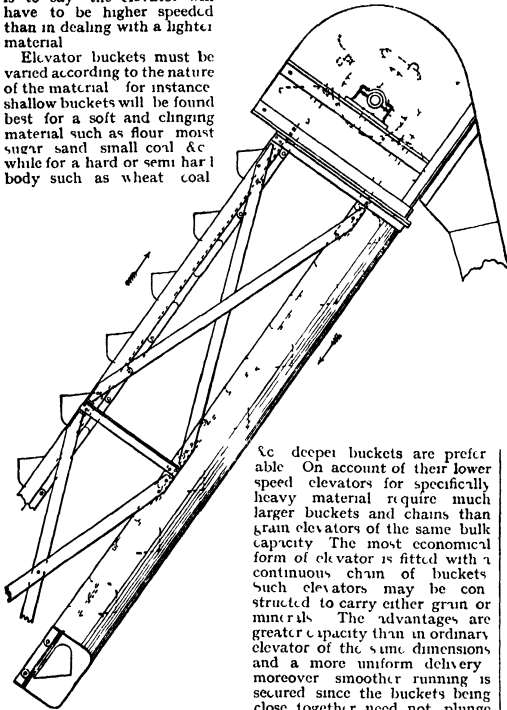 is to say the elevator will
have to be higher speeded
than in dealing with a lighter
material
Elevator buckets must be
varied according to the nature
of the material for instance
shallow buckets will be found
best for a soft and clinging
material such as flour moist
sugar sand small coal &c
while for a hard or semi hard
body such as wheat coal
&c deeper buckets are prefer
able On account of their lower
speed elevators for specifically
heavy material require much
larger buckets and chains than
grain elevators of the same bulk
capacity The most economical
form of elevator is fitted with a
continuous chain of buckets
Such elevators may be con
structed to carry either grain or
minerals The advantages are
greater capacity than in ordinary
elevator of the same dimensions
and a more uniform delivery
moreover smoother running is
secured since the buckets being
close together need not plunge